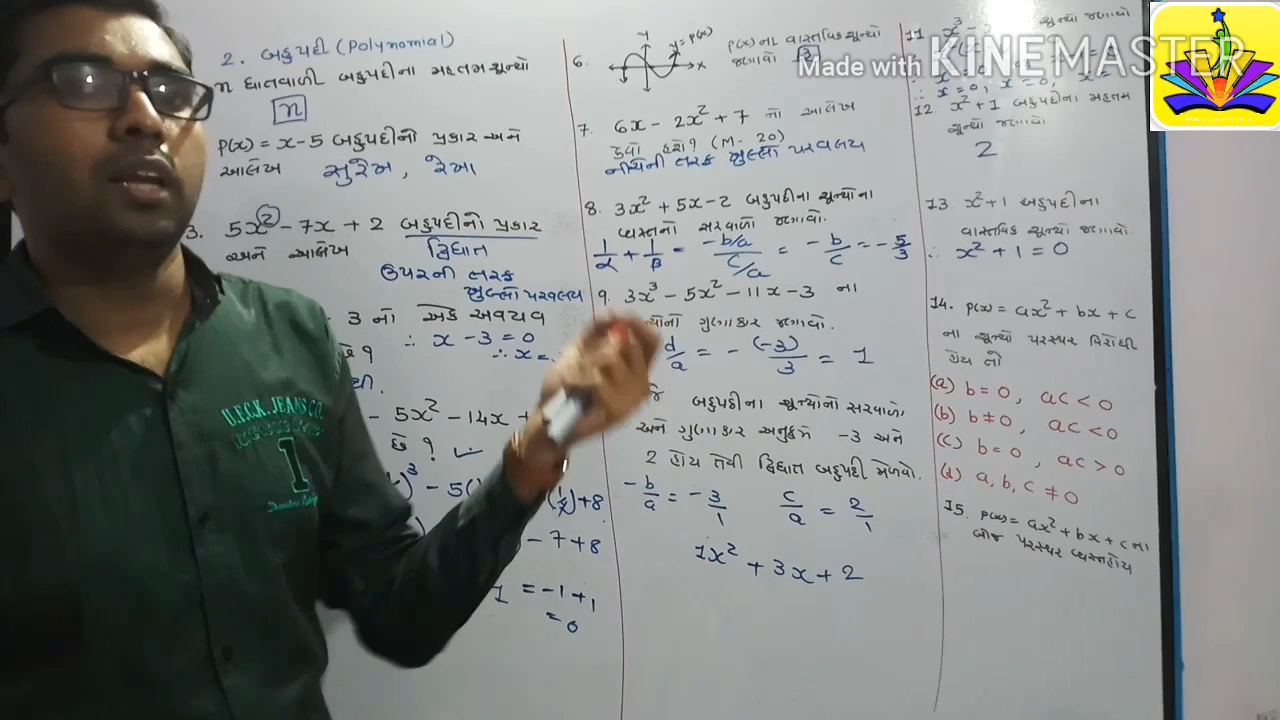 2. બહુપદી (Polynomial)
n ઘાતવાળી બહુપદીના મહત્તમ શૂન્યો
n
P(x) = x - 5 બહુપદીનો પ્રકાર અને
આલેખ સુરેખ, રેખા
3. 5x² - 7x + 2 બહુપદીનો પ્રકાર
અને આલેખ દ્વિઘાત
ઉપરની તરફ
ખુલ્લો પરવલય
3 નો એક અવયવ
∴ x - 3 = 0
છે ?
∴ x =
- 5x² - 14x +
છે ?
³ - 5( +8
- 7 + 8
= -1 + 1
= 0
6. Y y = P(x) X P(x) ના વાસ્તવિક શૂન્યો
જણાવો 3
7. 6x - 2x² + 7 નો આલેખ
કેવો હશે ? (M-20)
નીચેની તરફ ખુલ્લો પરવલય
8. 3x² + 5x - 2 બહુપદીના શૂન્યોના
વ્યસ્તનો સરવાળો જણાવો.
1/α + 1/β = -b/a / c/a = -b/c = -5/3
9. 3x³ - 5x² - 11x - 3 ના
ગુણાકાર જણાવો.
d/a = - (-3)/3 = 1
બહુપદીના શૂન્યોનો સરવાળો
અને ગુણાકાર અનુક્રમે -3 અને
2 હોય તેવી દ્વિઘાત બહુપદી મેળવો.
-b/a = -3/1 c/a = 2/1
1x² + 3x + 2
11. x³ શૂન્યો જણાવો
∴ x = 0, x = 0, x =
12. x² + 1 બહુપદીના મહત્તમ
શૂન્યો જણાવો
2
13. x² + 1 બહુપદીના
વાસ્તવિક શૂન્યો જણાવો.
∴ x² + 1 = 0
14. P(x) = ax² + bx + c
ના શૂન્યો પરસ્પર વિરોધી
હોય તો
(a) b = 0, ac < 0
(b) b ≠ 0, ac < 0
(c) b = 0, ac > 0
(d) a, b, c ≠ 0
15. P(x) = ax² + bx + c ના
પરસ્પર વ્યસ્ત હોય
U.F.C.K. JEANS CO.
1
Made with KINEMASTER